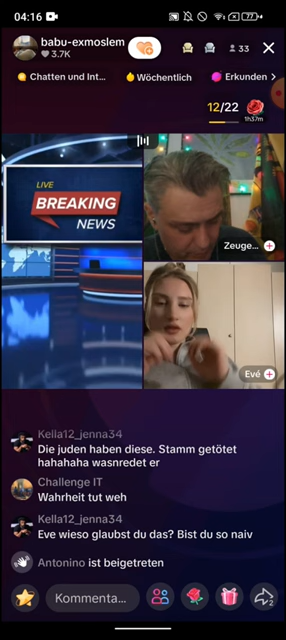 04:16
77
babu-exmoslem
3.7K
33
Chatten und Int...
Wöchentlich
Erkunden
12/22
1h37m
LIVE
BREAKING
NEWS
Zeuge...
Evé
Kella12_jenna34
Die juden haben diese. Stamm getötet
hahahaha wasnredet er
Challenge IT
Wahrheit tut weh
Kella12_jenna34
Eve wieso glaubst du das? Bist du so naiv
Antonino ist beigetreten
Kommenta...
2